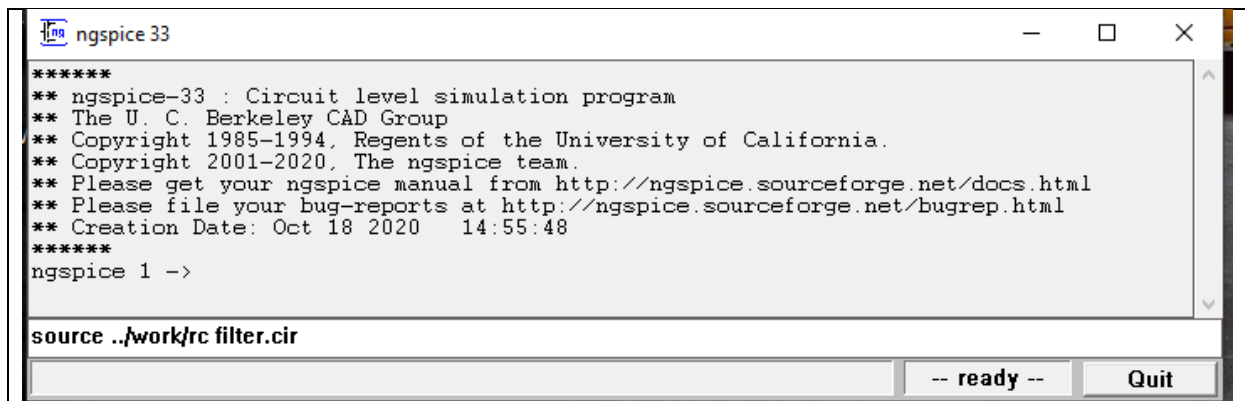 ngspice 33
******
** ngspice-33 : Circuit level simulation program
** The U. C. Berkeley CAD Group
** Copyright 1985-1994, Regents of the University of California.
** Copyright 2001-2020, The ngspice team.
** Please get your ngspice manual from http://ngspice.sourceforge.net/docs.html
** Please file your bug-reports at http://ngspice.sourceforge.net/bugrep.html
** Creation Date: Oct 18 2020   14:55:48
******
ngspice 1 ->
source ../work/rc filter.cir
-- ready -- Quit